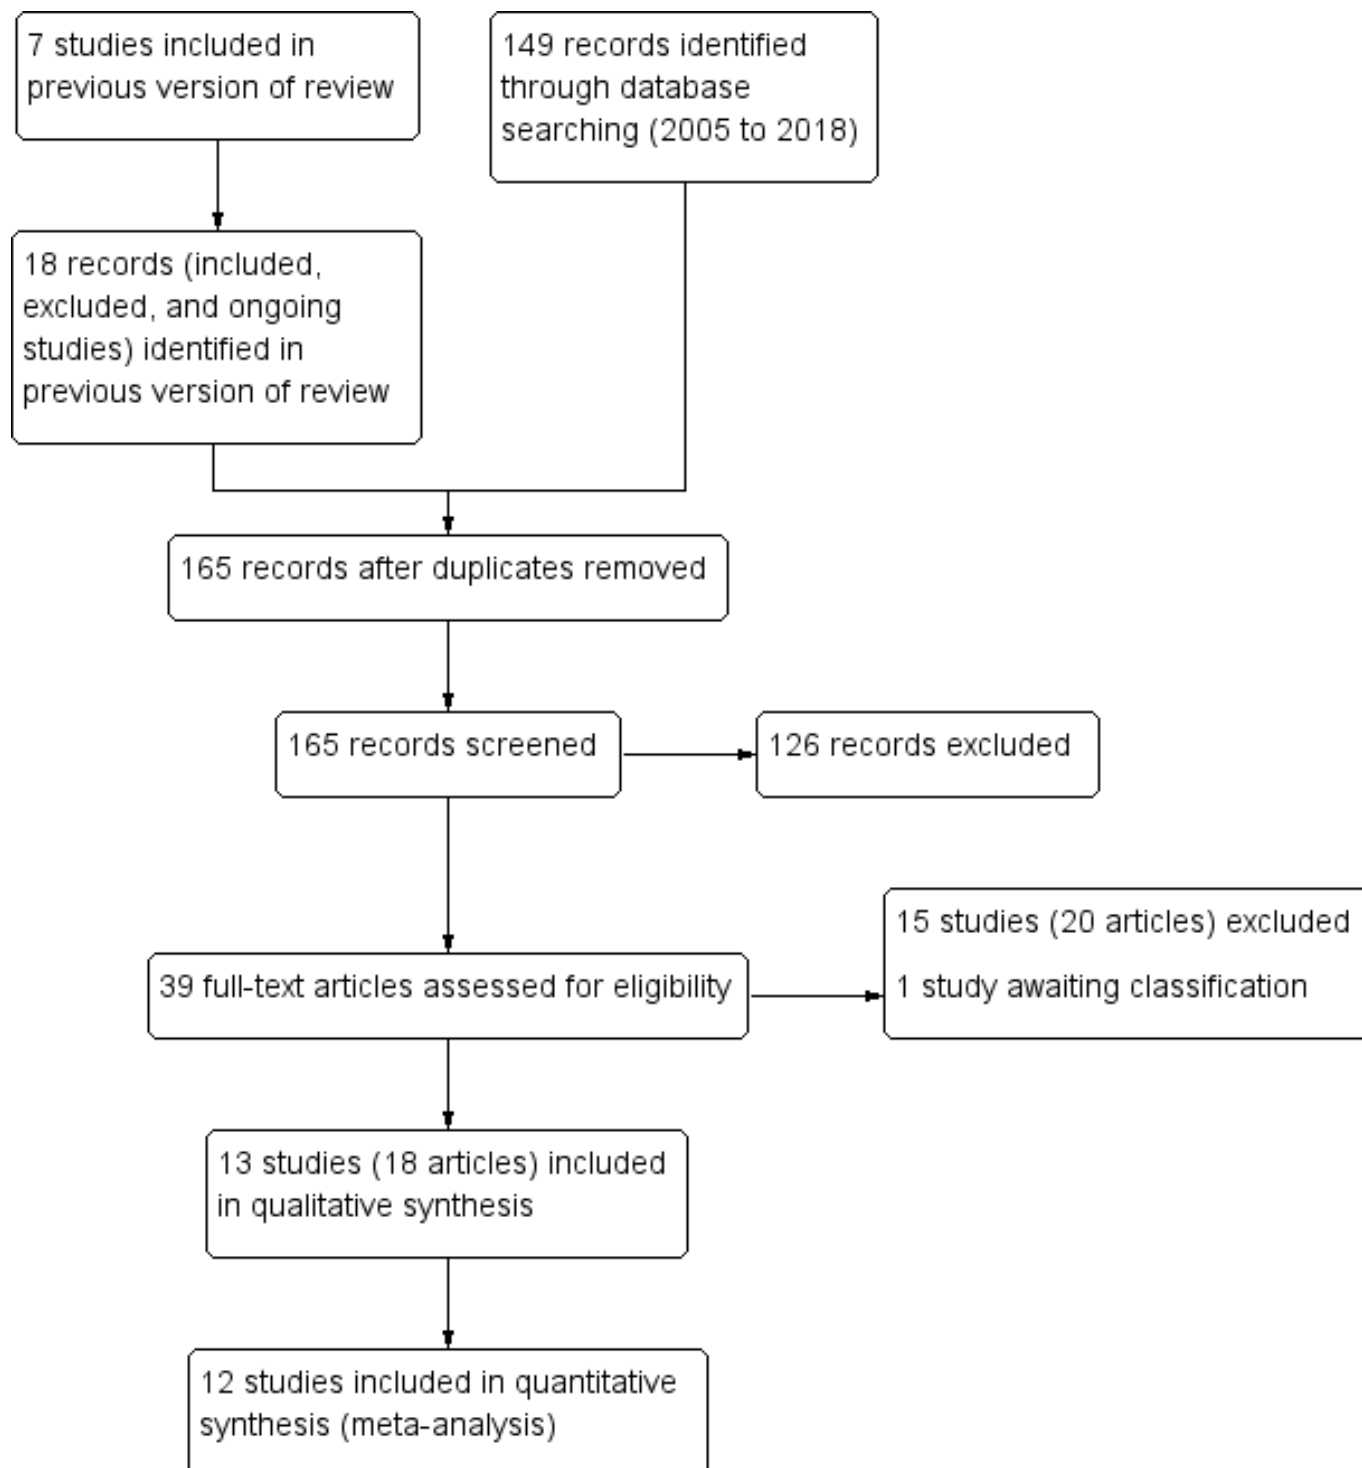 7 studies included in
previous version of review
149 records identified
through database
searching (2005 to 2018)
18 records (included,
excluded, and ongoing
studies) identified in
previous version of review
165 records after duplicates removed
165 records screened
126 records excluded
39 full-text articles assessed for eligibility
15 studies (20 articles) excluded
1 study awaiting classification
13 studies (18 articles) included
in qualitative synthesis
12 studies included in quantitative
synthesis (meta-analysis)